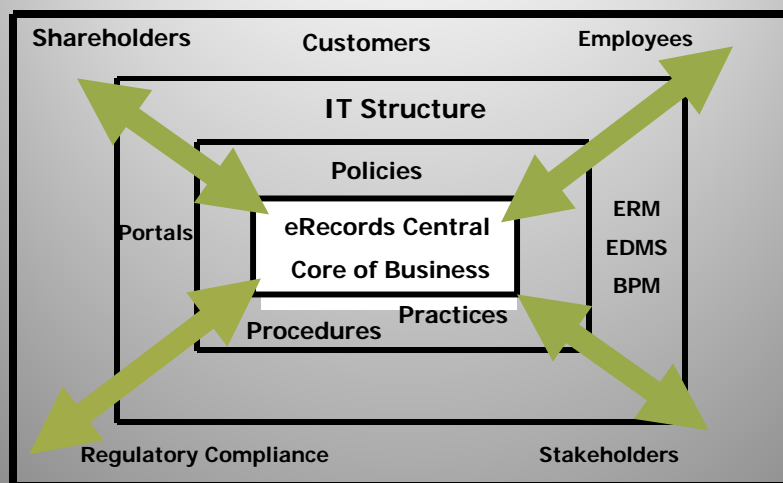 Shareholders
Customers
Employees
IT Structure
Policies
Portals
eRecords Central
Core of Business
ERM
EDMS
BPM
Practices
Procedures
Regulatory Compliance
Stakeholders